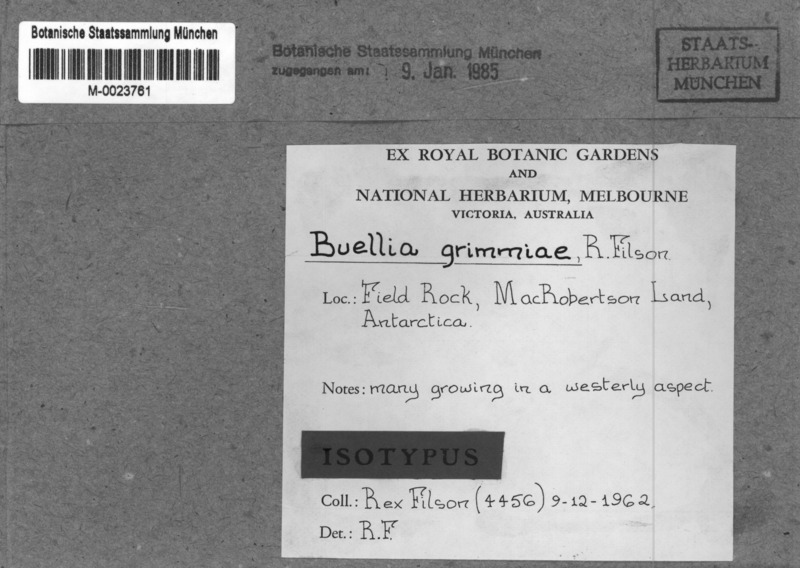 Botanische Staatssammlung München
M-0023761
Botanische Staatssammlung München
zugegangen am: 9. Jan. 1985
STAATS-
HERBARIUM
MÜNCHEN
EX ROYAL BOTANIC GARDENS
AND
NATIONAL HERBARIUM, MELBOURNE
VICTORIA. AUSTRALIA
Buellia grimmiae, R. Filson.
Loc.: Field Rock, MacRobertson Land,
Antarctica.
Notes: many growing in a westerly aspect.
ISOTYPUS
Coll.: Rex Filson (4456) 9-12-1962.
Det.: R.F.